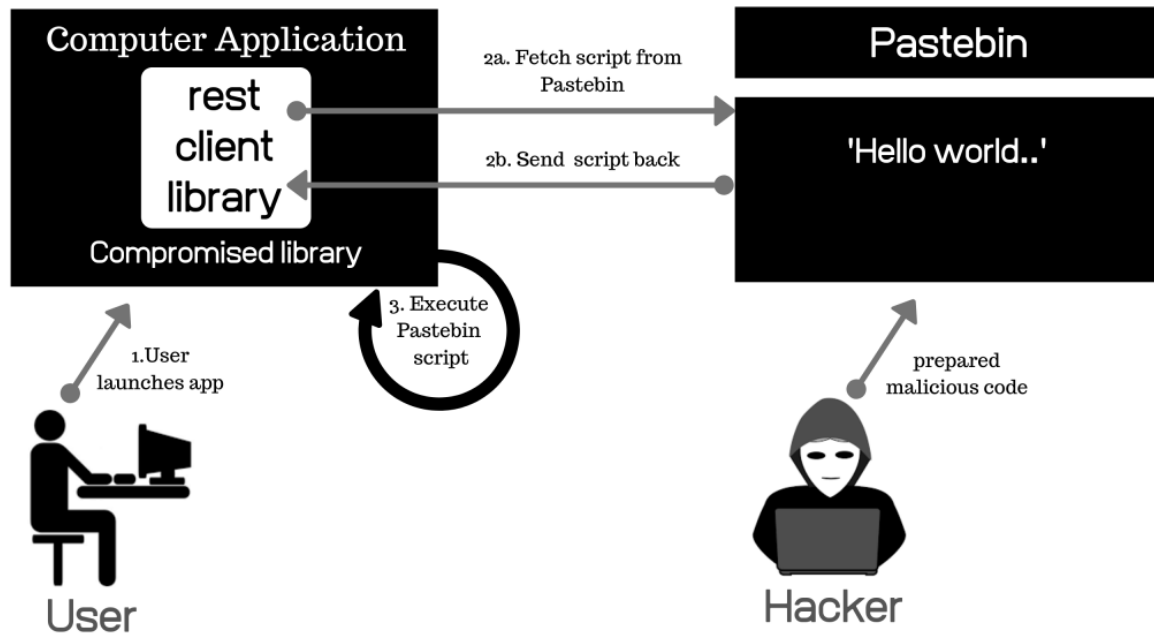 Computer Application
rest
client
library
Compromised library
2a. Fetch script from
Pastebin
2b. Send  script back
Pastebin
'Hello world..'
3. Execute
Pastebin
script
1.User
launches app
prepared
malicious code
User
Hacker